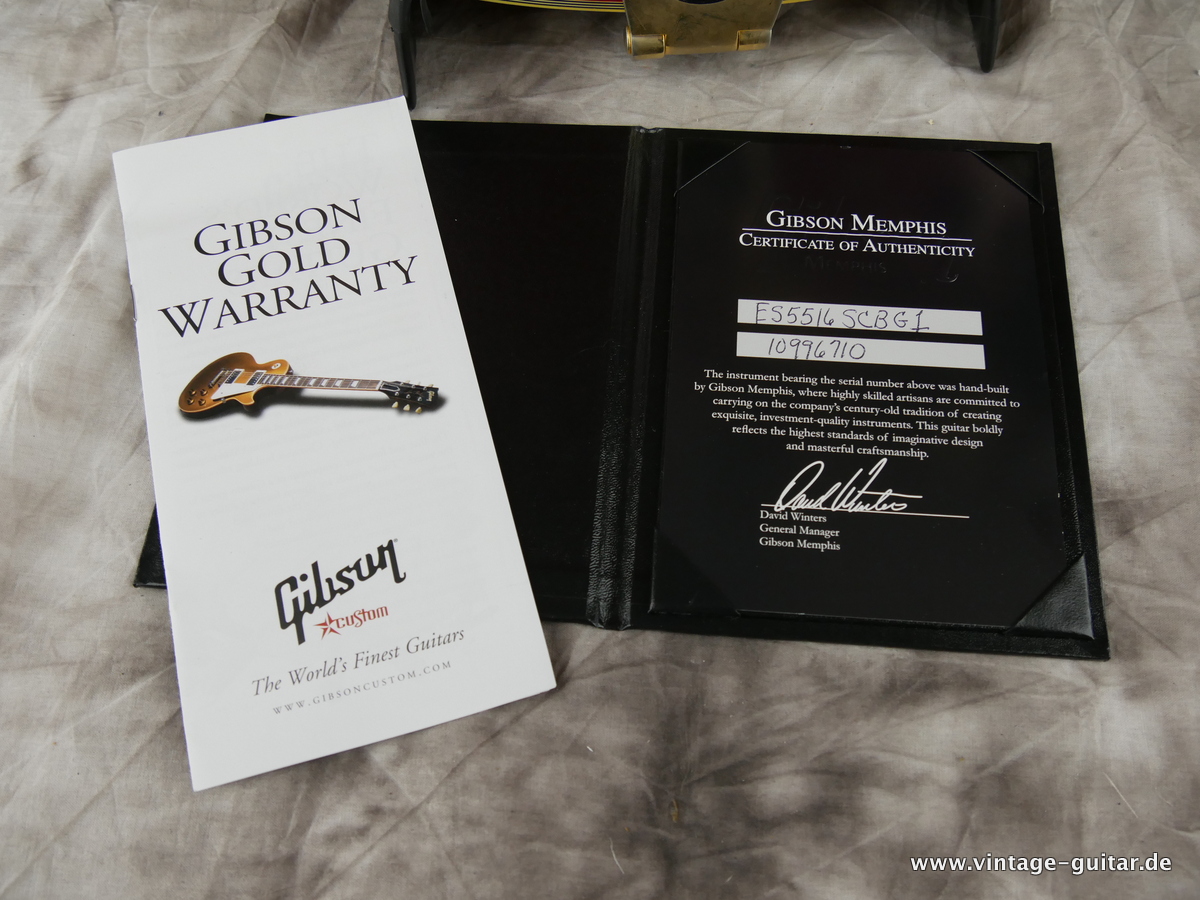 GIBSON
GOLD
WARRANTY
Gibson
CUSTOM
The World's Finest Guitars
WWW.GIBSONCUSTOM.COM
GIBSON MEMPHIS
CERTIFICATE OF AUTHENTICITY
ES5516SCBG1
10996710
The instrument bearing the serial number above was hand-built
by Gibson Memphis, where highly skilled artisans are committed to
carrying on the company's century-old tradition of creating
exquisite, investment-quality instruments. This guitar boldly
reflects the highest standards of imaginative design
and masterful craftsmanship.
David Winters
David Winters
General Manager
Gibson Memphis
www.vintage-guitar.de